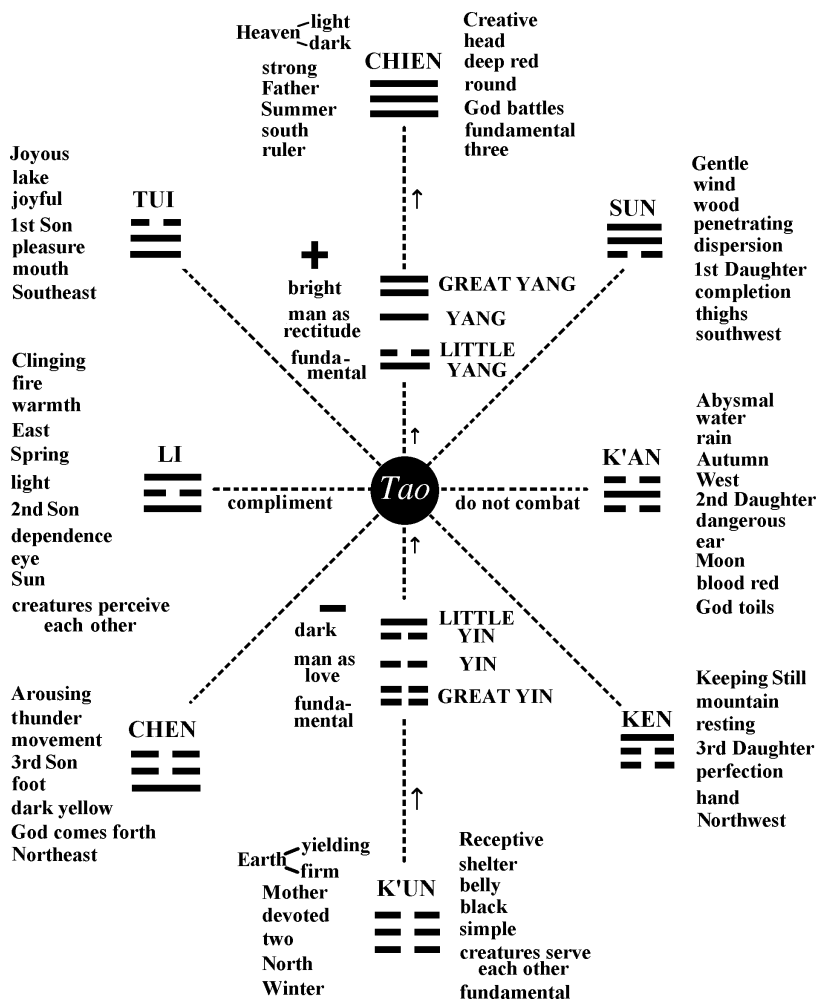 Heaven light
dark
CHIEN
strong
Father
Summer
south
ruler
Creative
head
deep red
round
God battles
fundamental
three
Joyous
lake
joyful
1st Son
pleasure
mouth
Southeast
TUI
SUN
Gentle
wind
wood
penetrating
dispersion
1st Daughter
completion
thighs
southwest
+
bright
man as
rectitude
funda-
mental
GREAT YANG
YANG
LITTLE
YANG
Clinging
fire
warmth
East
Spring
light
2nd Son
dependence
eye
Sun
creatures perceive
each other
LI
compliment
Tao
do not combat
K'AN
Abysmal
water
rain
Autumn
West
2nd Daughter
dangerous
ear
Moon
blood red
God toils
dark
man as
love
funda-
mental
LITTLE
YIN
YIN
GREAT YIN
Arousing
thunder
movement
3rd Son
foot
dark yellow
God comes forth
Northeast
CHEN
KEN
Keeping Still
mountain
resting
3rd Daughter
perfection
hand
Northwest
Earth yielding
firm
Mother
devoted
two
North
Winter
K'UN
Receptive
shelter
belly
black
simple
creatures serve
each other
fundamental